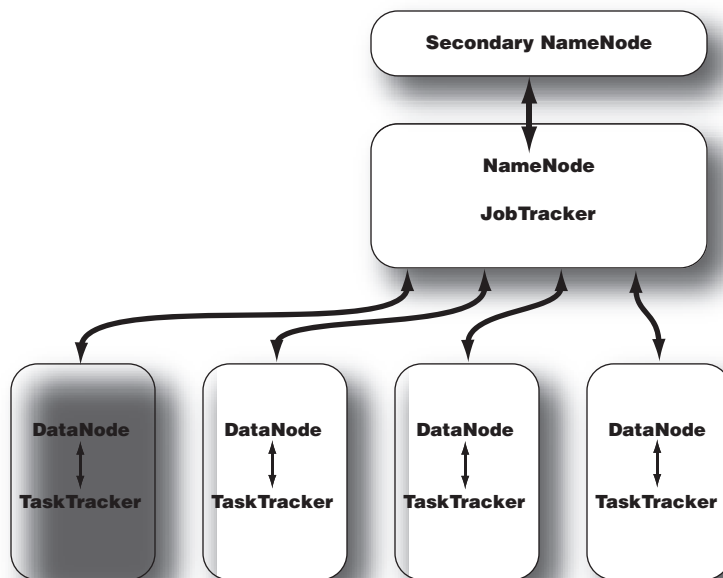 Secondary NameNode
NameNode
JobTracker
DataNode
TaskTracker
DataNode
TaskTracker
DataNode
TaskTracker
DataNode
TaskTracker